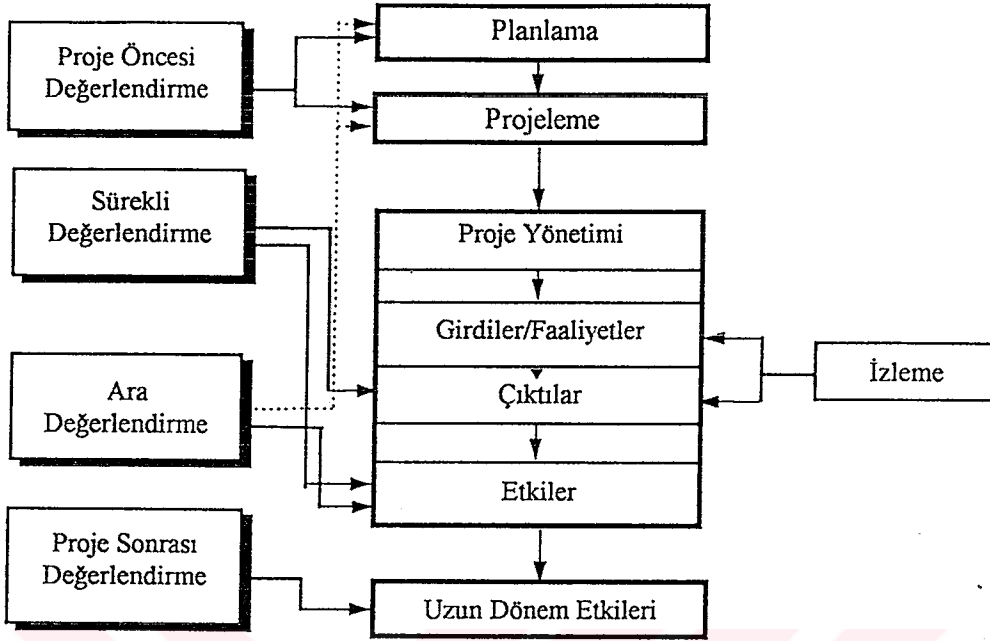 Proje Öncesi
Değerlendirme
Sürekli
Değerlendirme
Ara
Değerlendirme
Proje Sonrası
Değerlendirme
Planlama
Projeleme
Proje Yönetimi
Girdiler/Faaliyetler
Çıktılar
Etkiler
Uzun Dönem Etkileri
İzleme